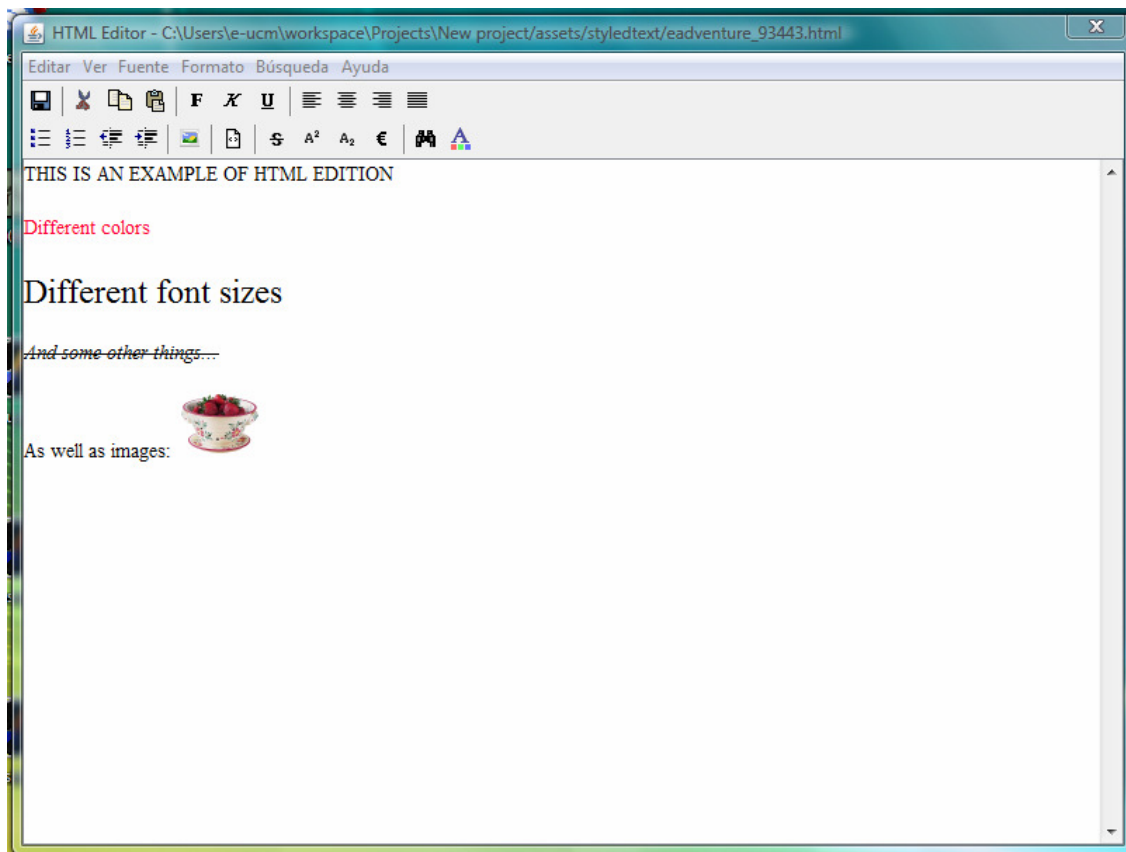 HTML Editor - C:\Users\e-ucm\workspace\Projects\New project/assets/styledtext/eadventure_93443.html
Editar Ver Fuente Formato Búsqueda Ayuda
F K U
S A² A₂ € A
THIS IS AN EXAMPLE OF HTML EDITION
Different colors
Different font sizes
And some other things...
As well as images: